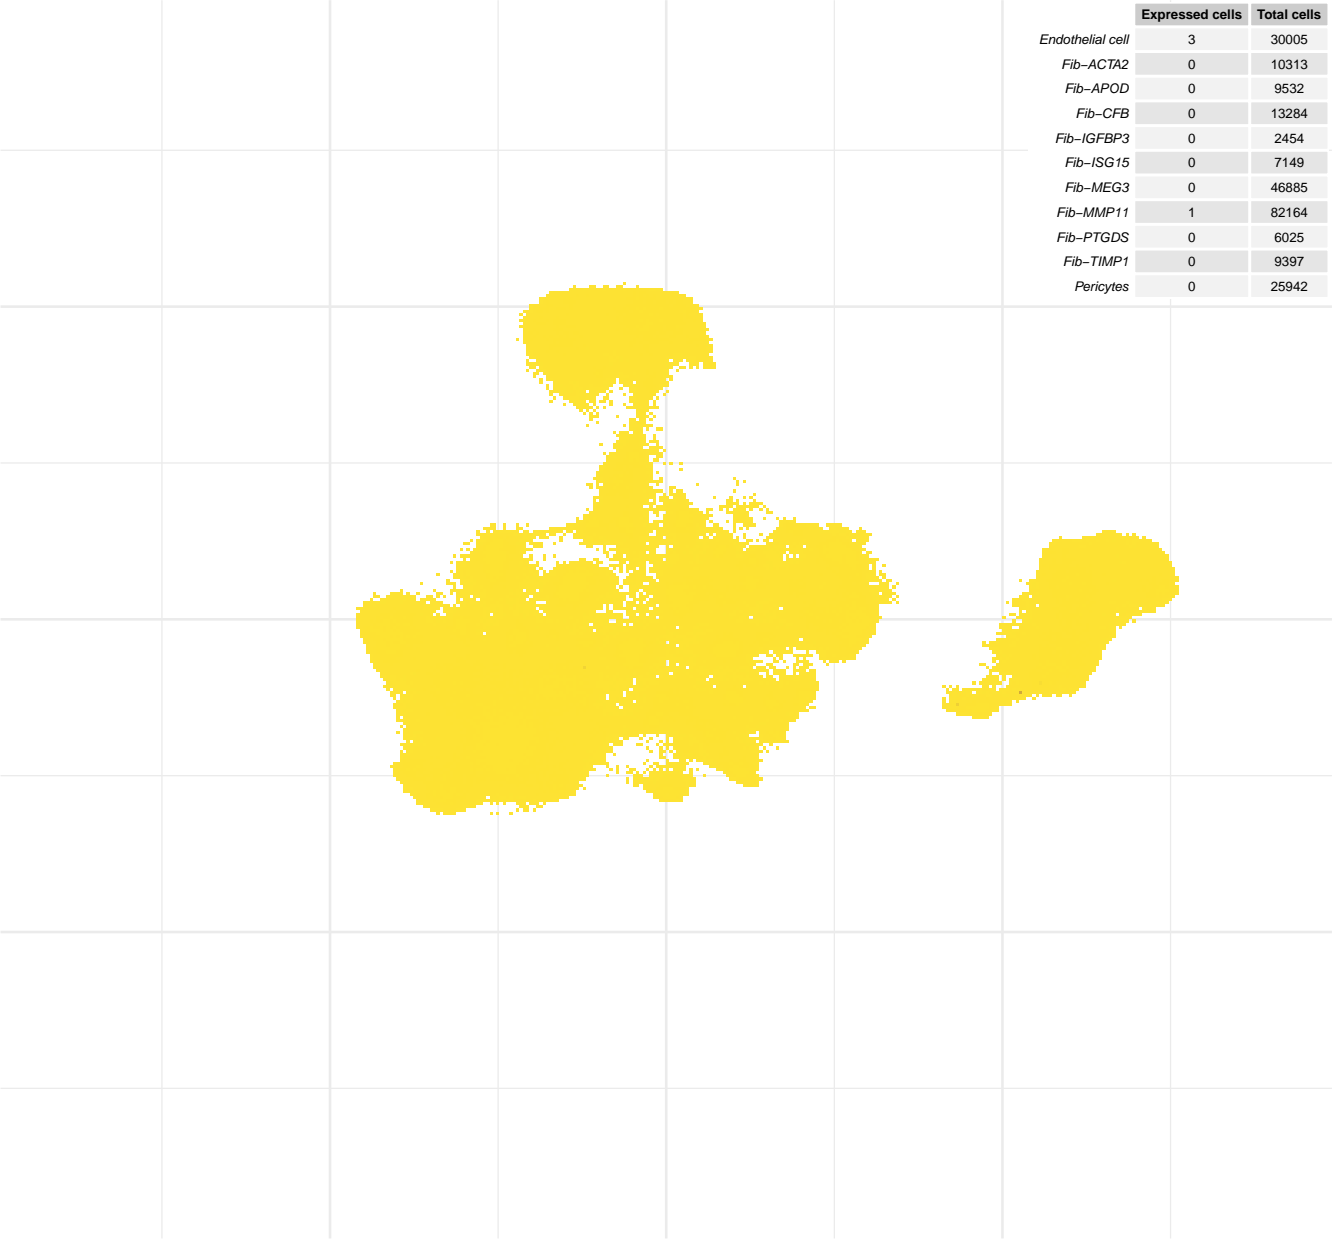 Expressed cells Total cells
Endothelial cell 3 30005
Fib−ACTA2 0 10313
Fib−APOD 0 9532
Fib−CFB 0 13284
Fib−IGFBP3 0 2454
Fib−ISG15 0 7149
Fib−MEG3 0 46885
Fib−MMP11 1 82164
Fib−PTGDS 0 6025
Fib−TIMP1 0 9397
Pericytes 0 25942